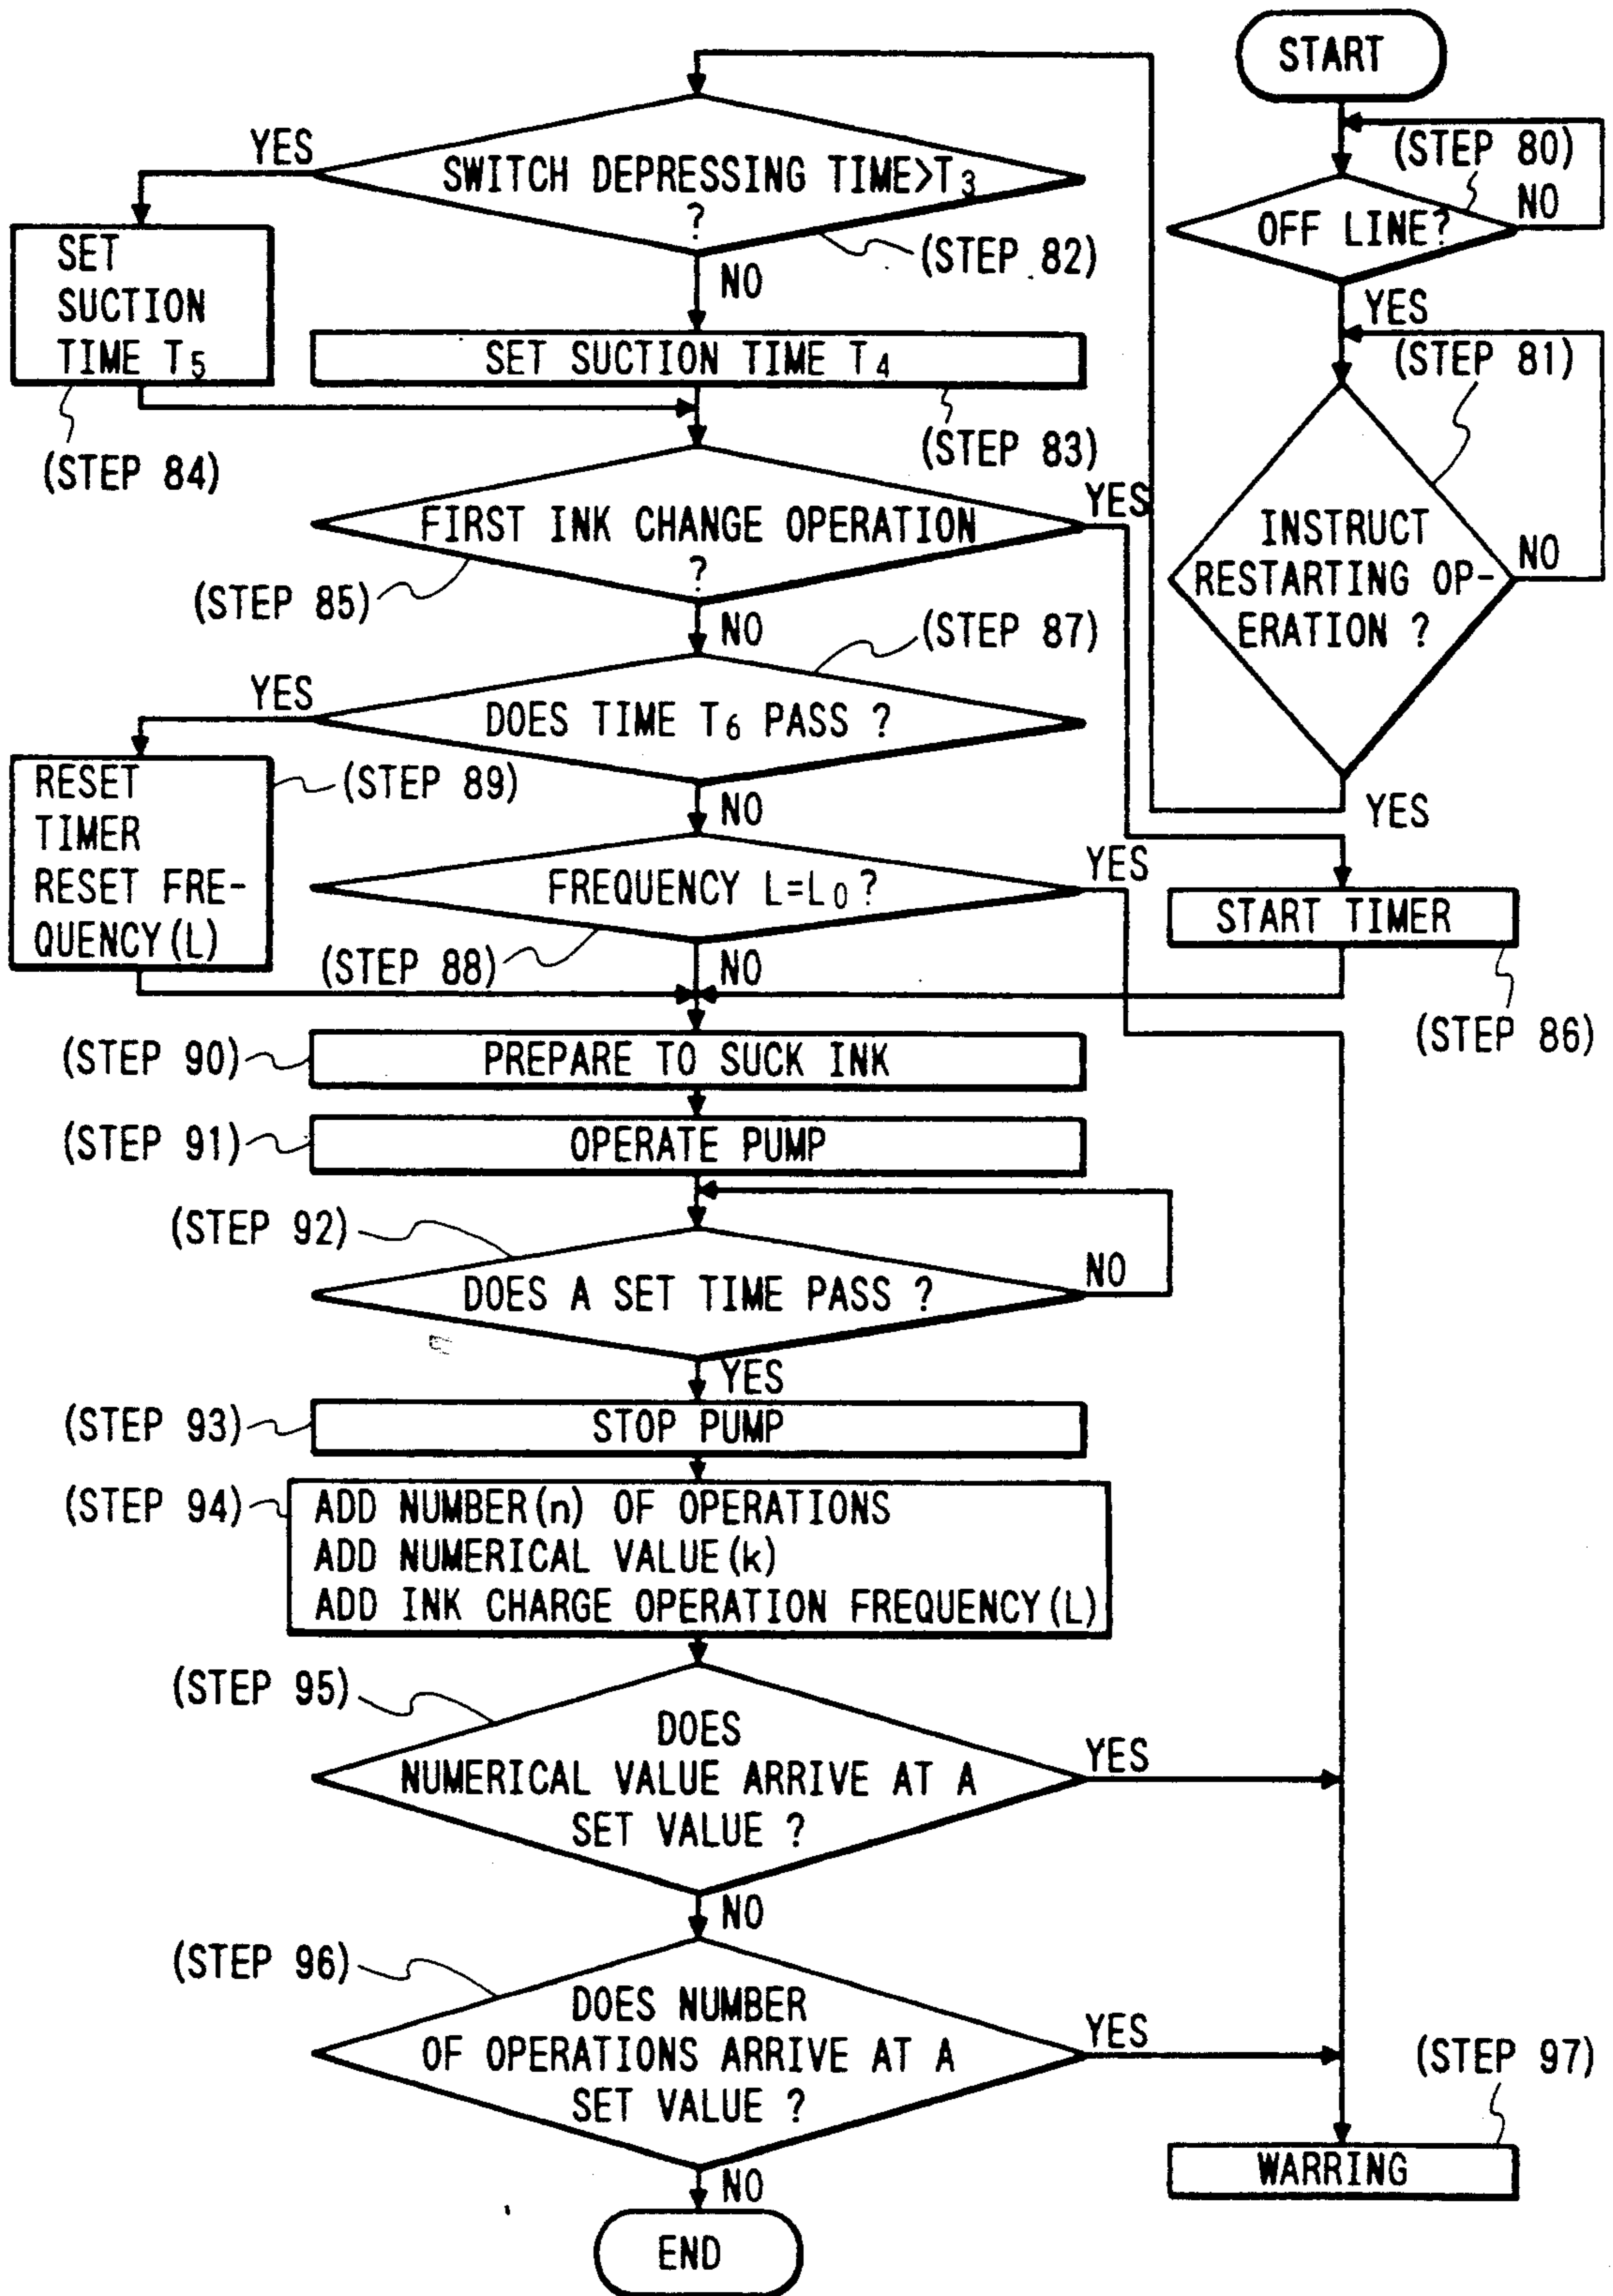 START
(STEP 80)
OFF LINE?
NO
YES
(STEP 81)
INSTRUCT
RESTARTING OP-
ERATION ?
NO
YES
SWITCH DEPRESSING TIME>T3
?
YES
(STEP 82)
NO
SET
SUCTION
TIME T5
(STEP 84)
SET SUCTION TIME T4
(STEP 83)
FIRST INK CHANGE OPERATION
?
YES
(STEP 85)
NO
START TIMER
(STEP 86)
(STEP 87)
DOES TIME T6 PASS ?
YES
NO
RESET
TIMER
RESET FRE-
QUENCY(L)
(STEP 89)
FREQUENCY L=L0?
YES
(STEP 88)
NO
(STEP 90)
PREPARE TO SUCK INK
(STEP 91)
OPERATE PUMP
(STEP 92)
DOES A SET TIME PASS ?
NO
YES
(STEP 93)
STOP PUMP
(STEP 94)
ADD NUMBER(n) OF OPERATIONS
ADD NUMERICAL VALUE(k)
ADD INK CHARGE OPERATION FREQUENCY(L)
(STEP 95)
DOES
NUMERICAL VALUE ARRIVE AT A
SET VALUE ?
YES
NO
(STEP 96)
DOES NUMBER
OF OPERATIONS ARRIVE AT A
SET VALUE ?
YES
NO
(STEP 97)
WARRING
END